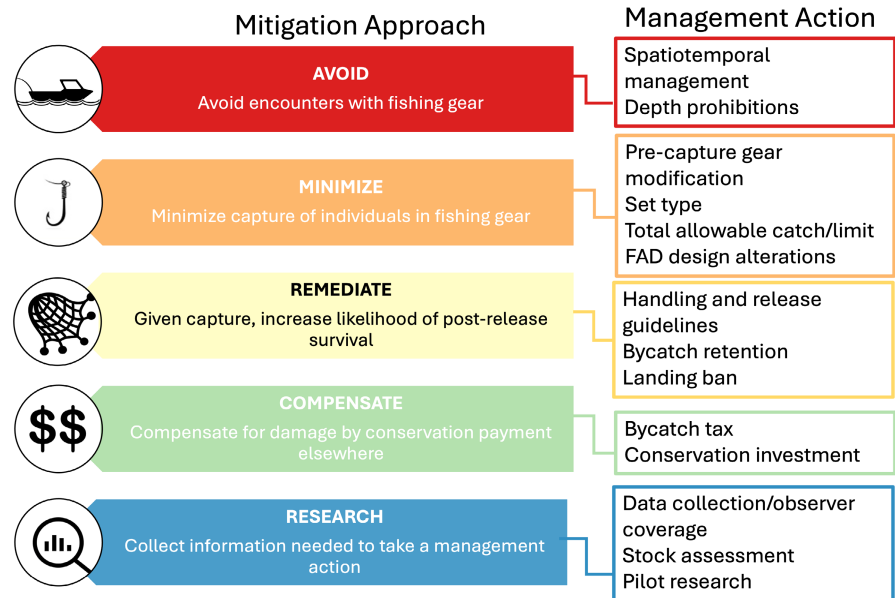 Mitigation Approach
Management Action
AVOID
Avoid encounters with fishing gear
Spatiotemporal
management
Depth prohibitions
MINIMIZE
Minimize capture of individuals in fishing gear
Pre-capture gear
modification
Set type
Total allowable catch/limit
FAD design alterations
REMEDIATE
Given capture, increase likelihood of post-release
survival
Handling and release
guidelines
Bycatch retention
Landing ban
$$
COMPENSATE
Compensate for damage by conservation payment
elsewhere
Bycatch tax
Conservation investment
RESEARCH
Collect information needed to take a management
action
Data collection/observer
coverage
Stock assessment
Pilot research